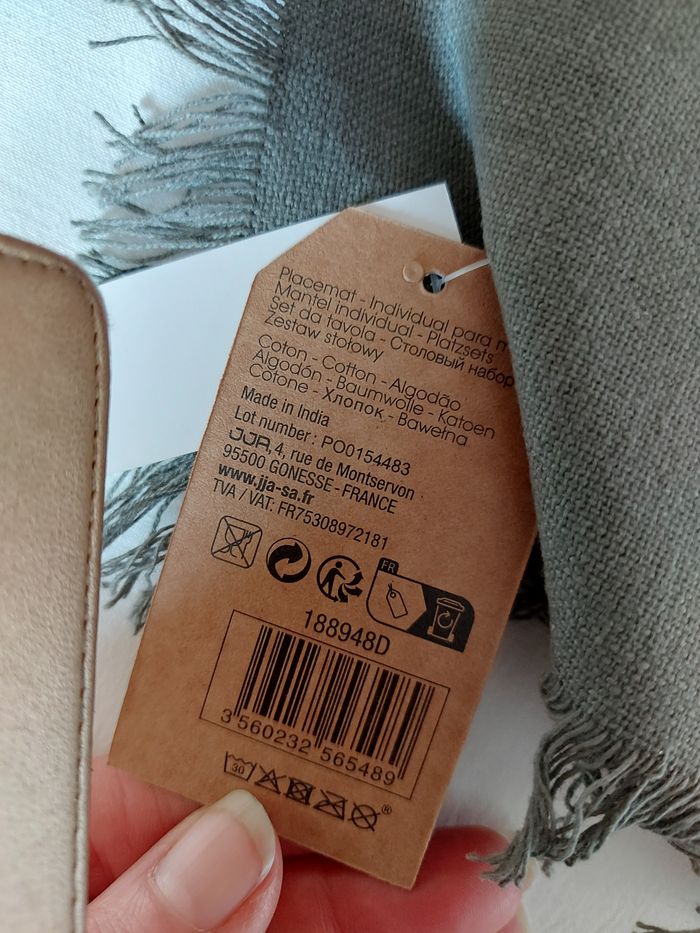 Placemat - Individual para m
Mantel individual - Platzsets
Set da tavola - Столовый набор
Zestaw stołowy
Coton - Cotton - Algodão
Algodón - Baumwolle - Katoen
Cotone - Хлопок - Bawełna
Made in India
Lot number : PO0154483
JJA, 4, rue de Montservon
95500 GONESSE - FRANCE
www.jja-sa.fr
TVA / VAT: FR75308972181
FR
188948D
3 560232 565489
30
®